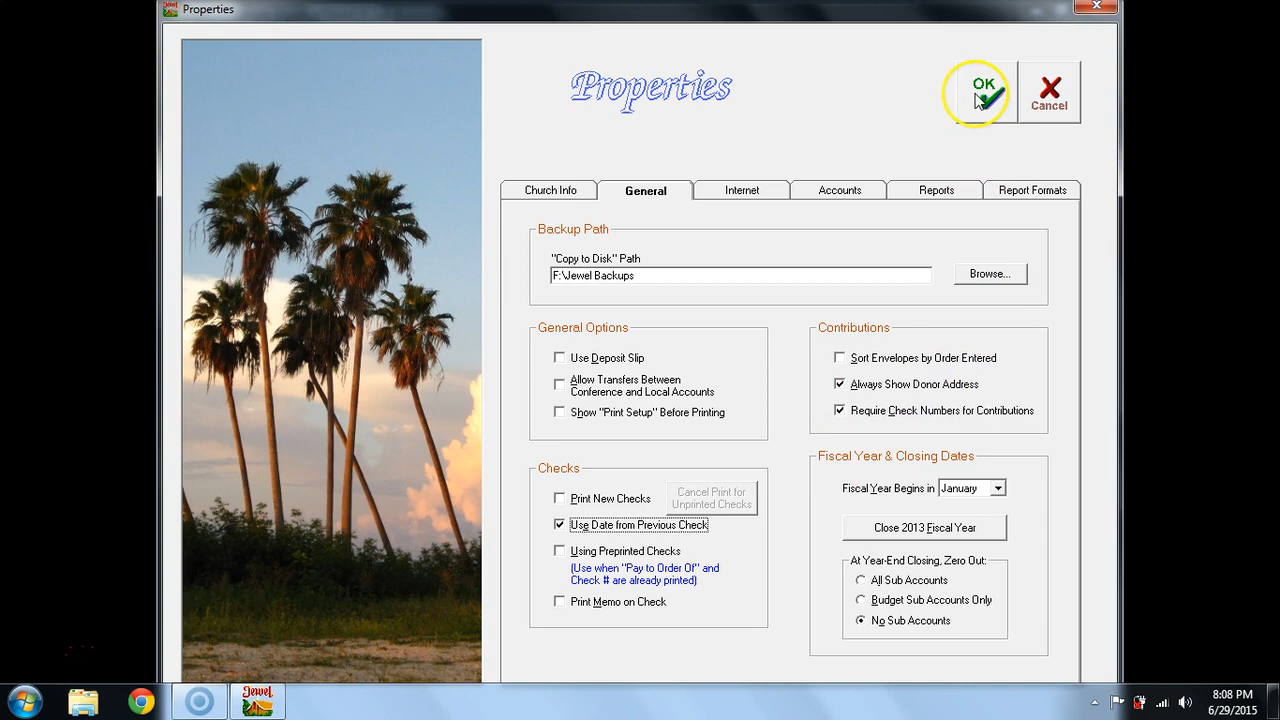 Properties
Properties
OK
Cancel
Church Info
General
Internet
Accounts
Reports
Report Formats
Backup Path
"Copy to Disk" Path
F:\Jewel Backups
Browse...
General Options
Use Deposit Slip
Allow Transfers Between
Conference and Local Accounts
Show "Print Setup" Before Printing
Contributions
Sort Envelopes by Order Entered
Always Show Donor Address
Require Check Numbers for Contributions
Checks
Print New Checks
Cancel Print for
Unprinted Checks
Use Date from Previous Check
Using Preprinted Checks
(Use when "Pay to Order Of" and
Check # are already printed)
Print Memo on Check
Fiscal Year & Closing Dates
Fiscal Year Begins in
January
Close 2013 Fiscal Year
At Year-End Closing, Zero Out:
All Sub Accounts
Budget Sub Accounts Only
No Sub Accounts
Jewel
8:08 PM
6/29/2015